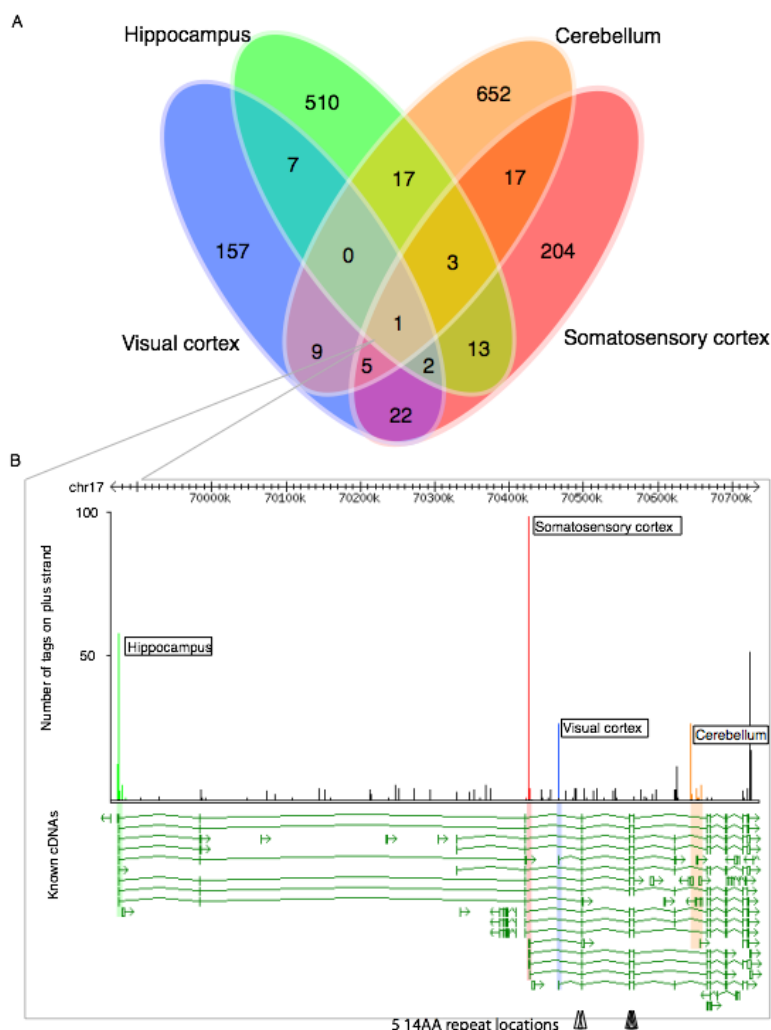 A
Hippocampus
Cerebellum
510
652
7
17
17
157
0
3
204
1
Visual cortex
Somatosensory cortex
9
5
2
13
22
B
chr17
70000k 70100k 70200k 70300k 70400k 70500k 70600k 70700k
100
Somatosensory cortex
Number of tags on plus strand
50
Hippocampus
Visual cortex
Cerebellum
0
Known cDNAs
5 14AA repeat locations